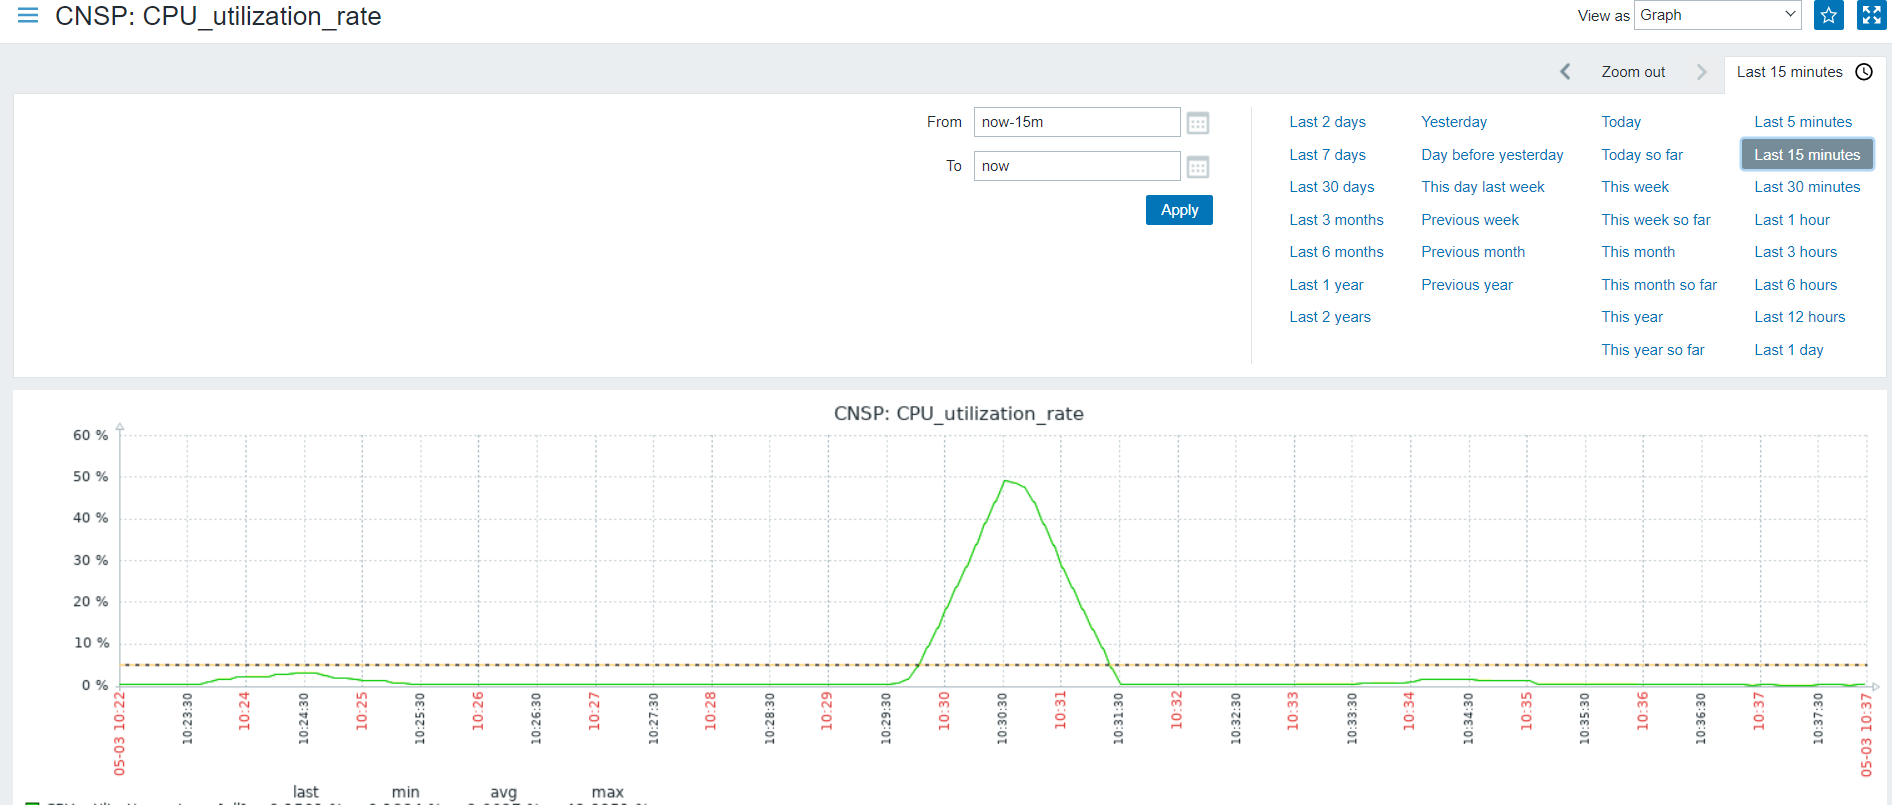 CNSP: CPU_utilization_rate
View as Graph
Zoom out Last 15 minutes
From now-15m
To now
Apply
Last 2 days Yesterday Today Last 5 minutes
Last 7 days Day before yesterday Today so far Last 15 minutes
Last 30 days This day last week This week Last 30 minutes
Last 3 months Previous week This week so far Last 1 hour
Last 6 months Previous month This month Last 3 hours
Last 1 year Previous year This month so far Last 6 hours
Last 2 years This year Last 12 hours
This year so far Last 1 day
CNSP: CPU_utilization_rate
60 %
50 %
40 %
30 %
20 %
10 %
0 %
05-03 10:22 10:23:30 10:24 10:24:30 10:25 10:25:30 10:26 10:26:30 10:27 10:27:30 10:28 10:28:30 10:29 10:29:30 10:30 10:30:30 10:31 10:31:30 10:32 10:32:30 10:33 10:33:30 10:34 10:34:30 10:35 10:35:30 10:36 10:36:30 10:37 10:37:30 05-03 10:37
last min avg max